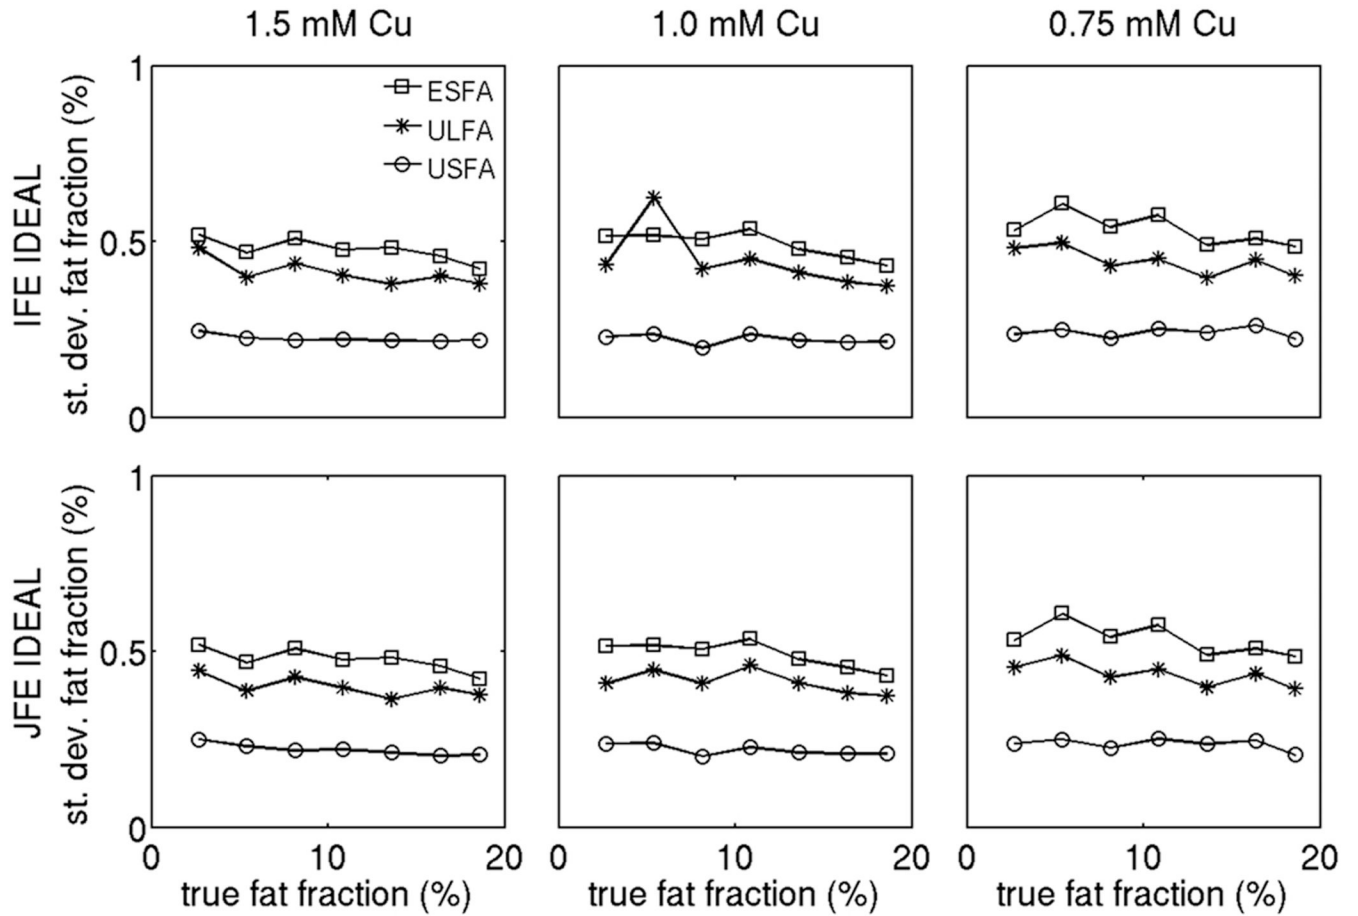 1.5 mM Cu
1.0 mM Cu
0.75 mM Cu
IFE IDEAL
st. dev. fat fraction (%)
1
0.5
0
ESFA
ULFA
USFA
JFE IDEAL
st. dev. fat fraction (%)
1
0.5
0
0 10 20
0 10 20
0 10 20
true fat fraction (%)
true fat fraction (%)
true fat fraction (%)